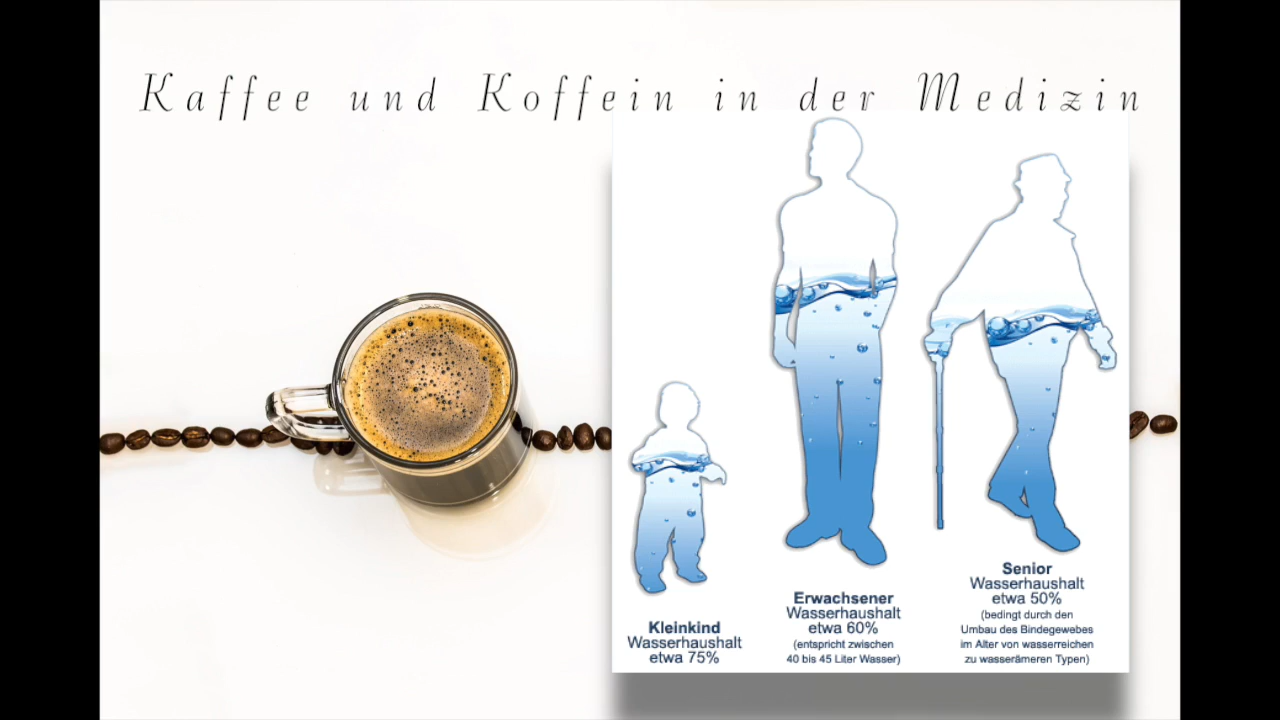 Kaffee und Koffein in der Medizin
Kleinkind
Wasserhaushalt
etwa 75%
Erwachsener
Wasserhaushalt
etwa 60%
(entspricht zwischen
40 bis 45 Liter Wasser)
Senior
Wasserhaushalt
etwa 50%
(bedingt durch den
Umbau des Bindegewebes
im Alter von wasserreichen
zu wasserämeren Typen)